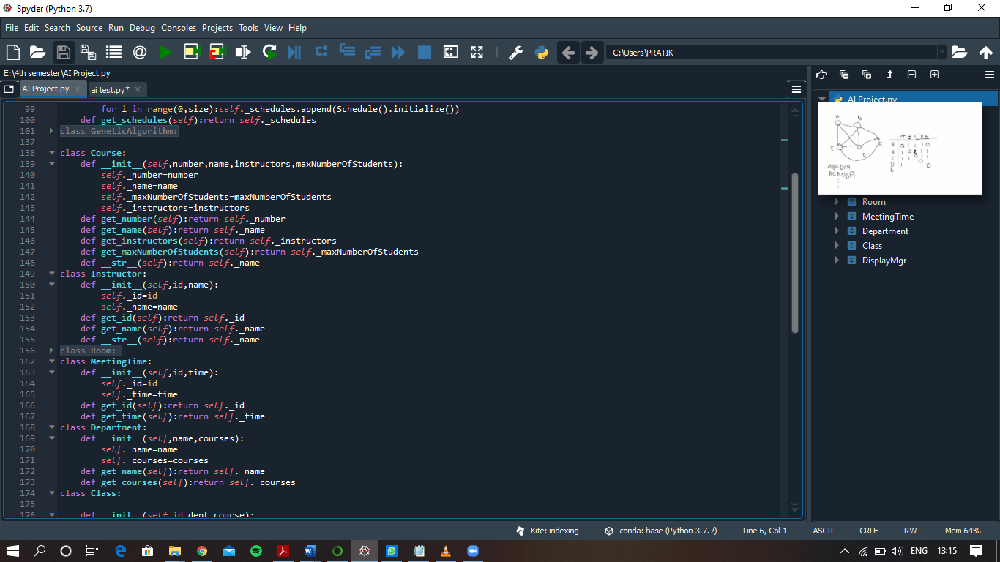 Spyder (Python 3.7)
File Edit Search Source Run Debug Consoles Projects Tools View Help
C:\Users\PRATIK
E:\4th semester\AI Project.py
AI Project.py
ai test.py*
99 for i in range(0,size):self._schedules.append(Schedule().initialize())
100 def get_schedules(self):return self._schedules
101 class GeneticAlgorithm:
137
138 class Course:
139 def __init__(self,number,name,instructors,maxNumberOfStudents):
140 self._number=number
141 self._name=name
142 self._maxNumberOfStudents=maxNumberOfStudents
143 self._instructors=instructors
144 def get_number(self):return self._number
145 def get_name(self):return self._name
146 def get_instructors(self):return self._instructors
147 def get_maxNumberOfStudents(self):return self._maxNumberOfStudents
148 def __str__(self):return self._name
149 class Instructor:
150 def __init__(self,id,name):
151 self._id=id
152 self._name=name
153 def get_id(self):return self._id
154 def get_name(self):return self._name
155 def __str__(self):return self._name
156 class Room:
162 class MeetingTime:
163 def __init__(self,id,time):
164 self._id=id
165 self._time=time
166 def get_id(self):return self._id
167 def get_time(self):return self._time
168 class Department:
169 def __init__(self,name,courses):
170 self._name=name
171 self._courses=courses
172 def get_name(self):return self._name
173 def get_courses(self):return self._courses
174 class Class:
175
176 def __init__(self,id,dept,course):
AI Project.py
A B
C D E
Room
MeetingTime
Department
Class
DisplayMgr
Kite: indexing conda: base (Python 3.7.7) Line 6, Col 1 ASCII CRLF RW Mem 64%
ENG 13:15